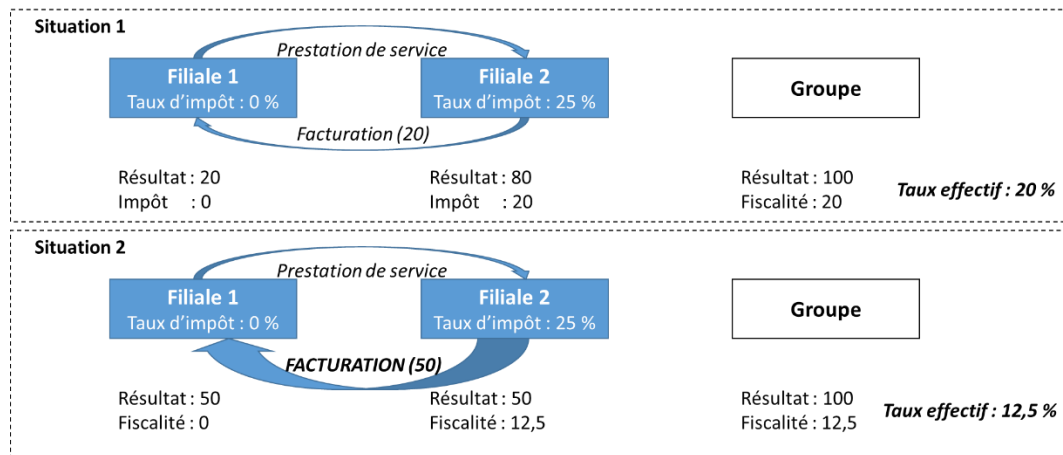 Situation 1
Prestation de service
Filiale 1
Taux d'impôt : 0 %
Filiale 2
Taux d'impôt : 25 %
Groupe
Facturation (20)
Résultat : 20
Impôt : 0
Résultat : 80
Impôt : 20
Résultat : 100
Fiscalité : 20
Taux effectif : 20 %
Situation 2
Prestation de service
Filiale 1
Taux d'impôt : 0 %
Filiale 2
Taux d'impôt : 25 %
Groupe
FACTURATION (50)
Résultat : 50
Fiscalité : 0
Résultat : 50
Fiscalité : 12,5
Résultat : 100
Fiscalité : 12,5
Taux effectif : 12,5 %